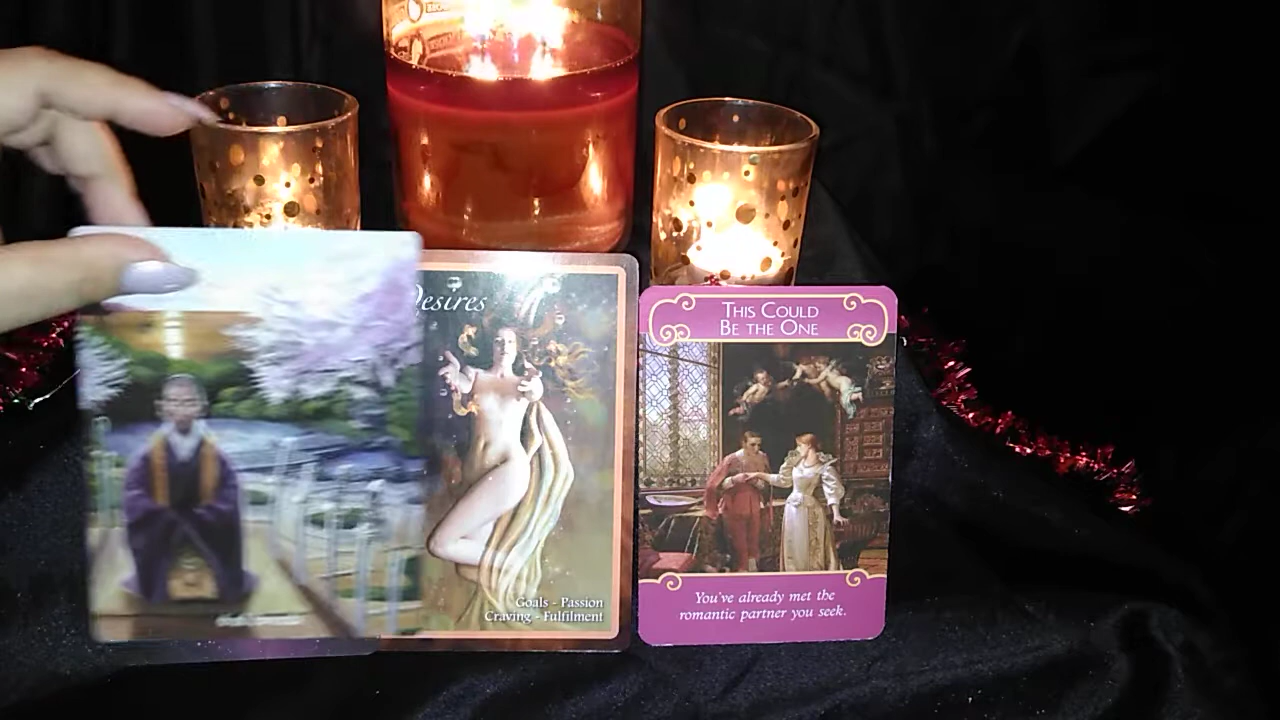 Desires
Goals - Passion
Craving - Fulfilment
THIS COULD
BE THE ONE
You've already met the
romantic partner you seek.